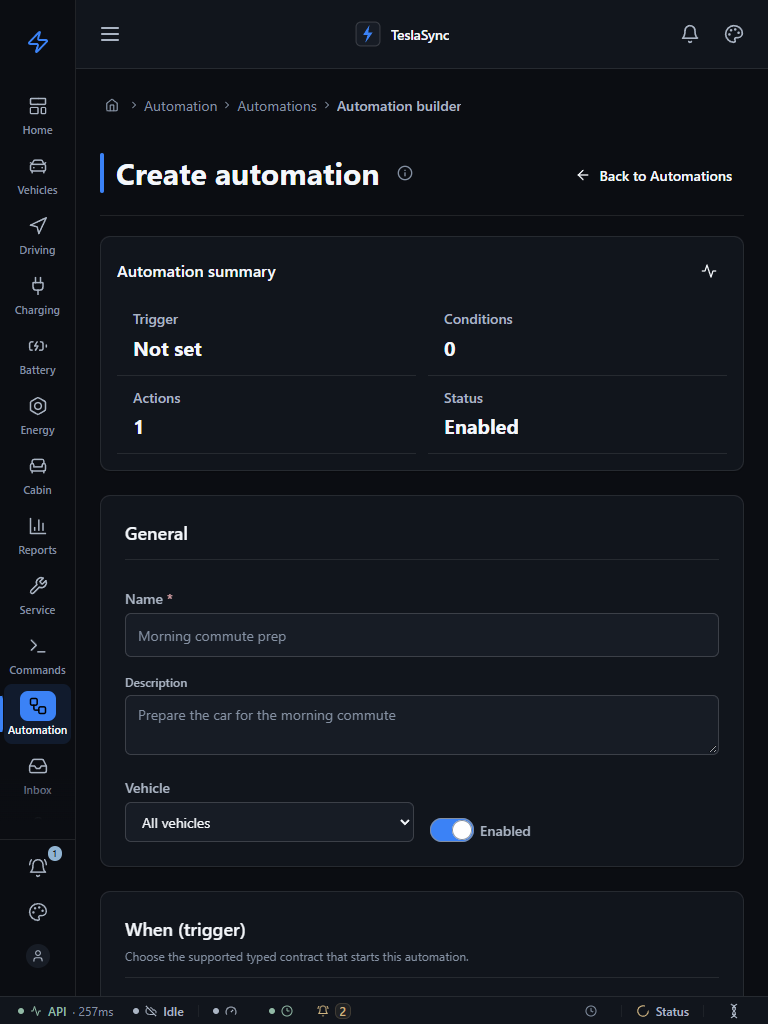 TeslaSync
Home
Vehicles
Driving
Charging
Battery
Energy
Cabin
Reports
Service
Commands
Automation
Inbox
1
Automation
Automations
Automation builder
Create automation
Back to Automations
Automation summary
Trigger
Not set
Conditions
0
Actions
1
Status
Enabled
General
Name *
Morning commute prep
Description
Prepare the car for the morning commute
Vehicle
All vehicles
Enabled
When (trigger)
Choose the supported typed contract that starts this automation.
API · 257ms
Idle
2
Status